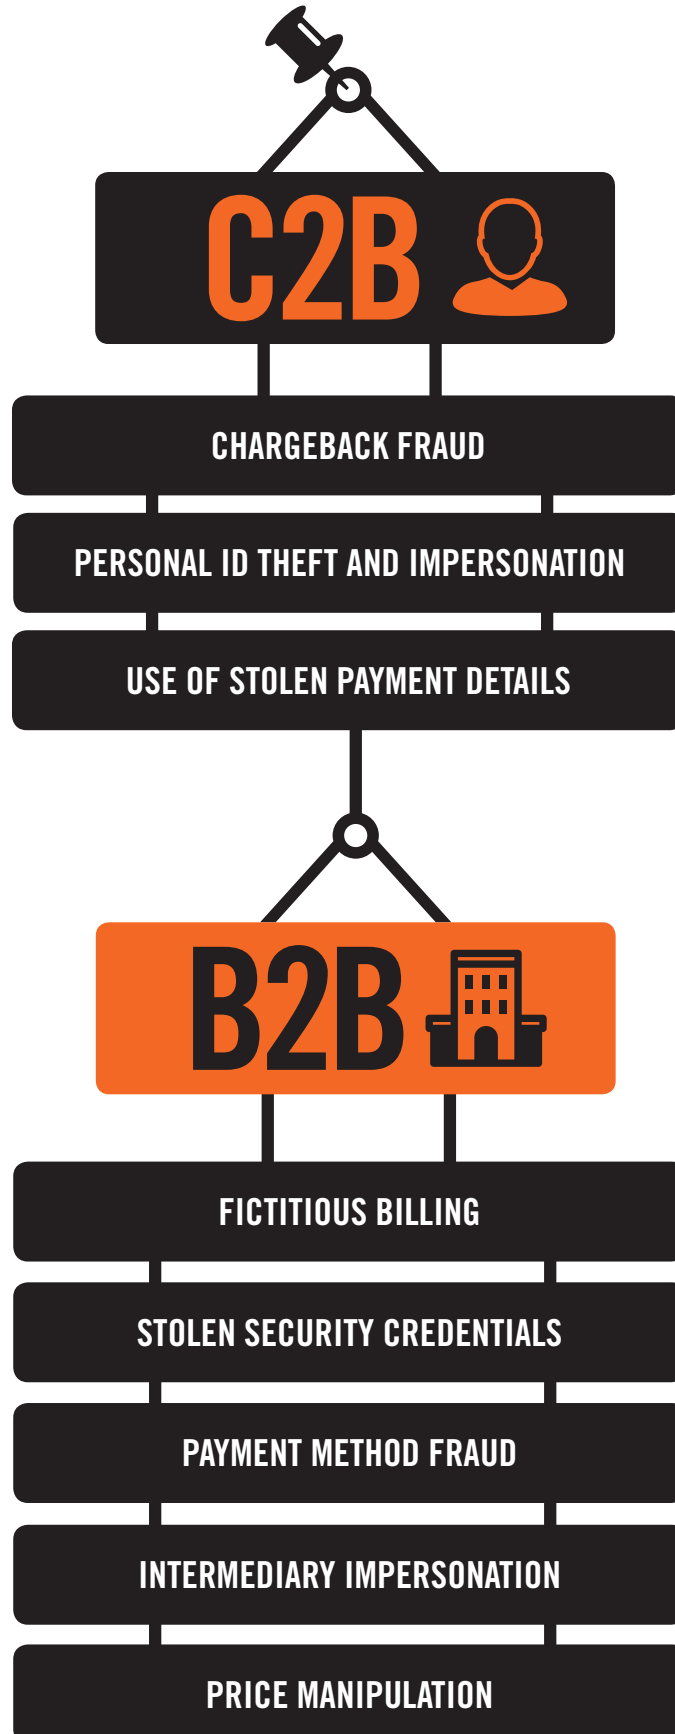 C2B
CHARGEBACK FRAUD
PERSONAL ID THEFT AND IMPERSONATION
USE OF STOLEN PAYMENT DETAILS
B2B
FICTITIOUS BILLING
STOLEN SECURITY CREDENTIALS
PAYMENT METHOD FRAUD
INTERMEDIARY IMPERSONATION
PRICE MANIPULATION